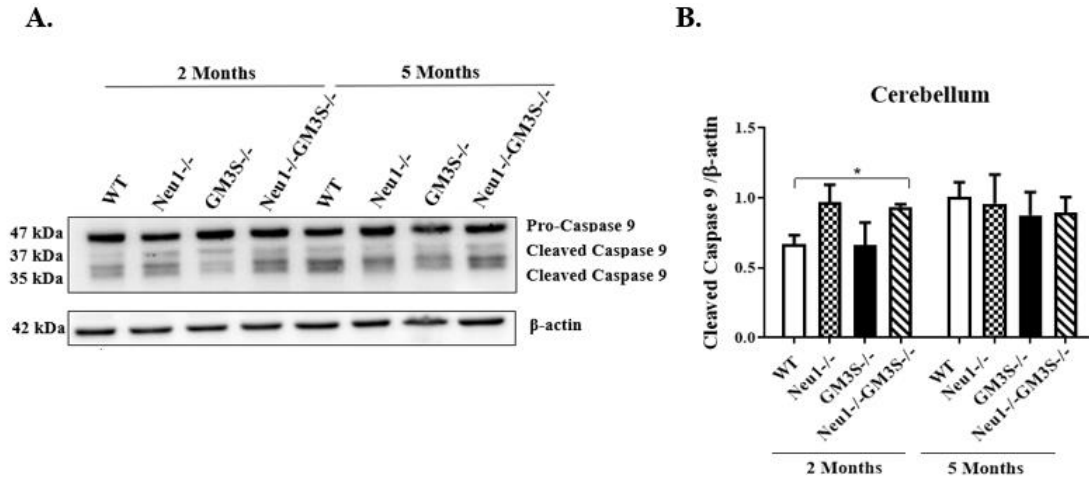 A.
2 Months 5 Months
WT Neu1-/- GM3S-/- Neu1-/-GM3S-/- WT Neu1-/- GM3S-/- Neu1-/-GM3S-/-
47 kDa Pro-Caspase 9
37 kDa Cleaved Caspase 9
35 kDa Cleaved Caspase 9
42 kDa β-actin
B.
Cerebellum
Cleaved Caspase 9 /β-actin
1.5
1.0
0.5
0.0
*
WT Neu1-/- GM3S-/- Neu1-/-GM3S-/- WT Neu1-/- GM3S-/- Neu1-/-GM3S-/-
2 Months 5 Months